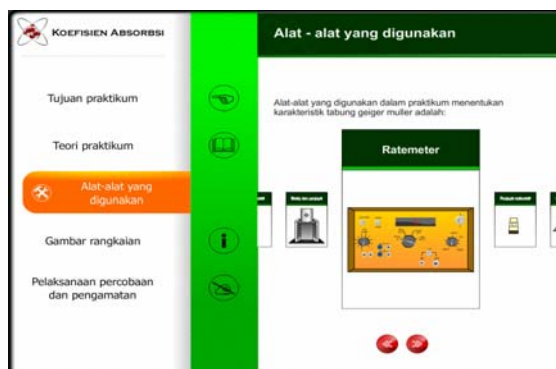 KOEFISIEN ABSORBSI
Alat - alat yang digunakan
Tujuan praktikum
Teori praktikum
Alat-alat yang
digunakan
Gambar rangkaian
Pelaksanaan percobaan
dan pengamatan
Alat-alat yang digunakan dalam praktikum menentukan
karakteristik tabung geiger muller adalah:
Ratemeter